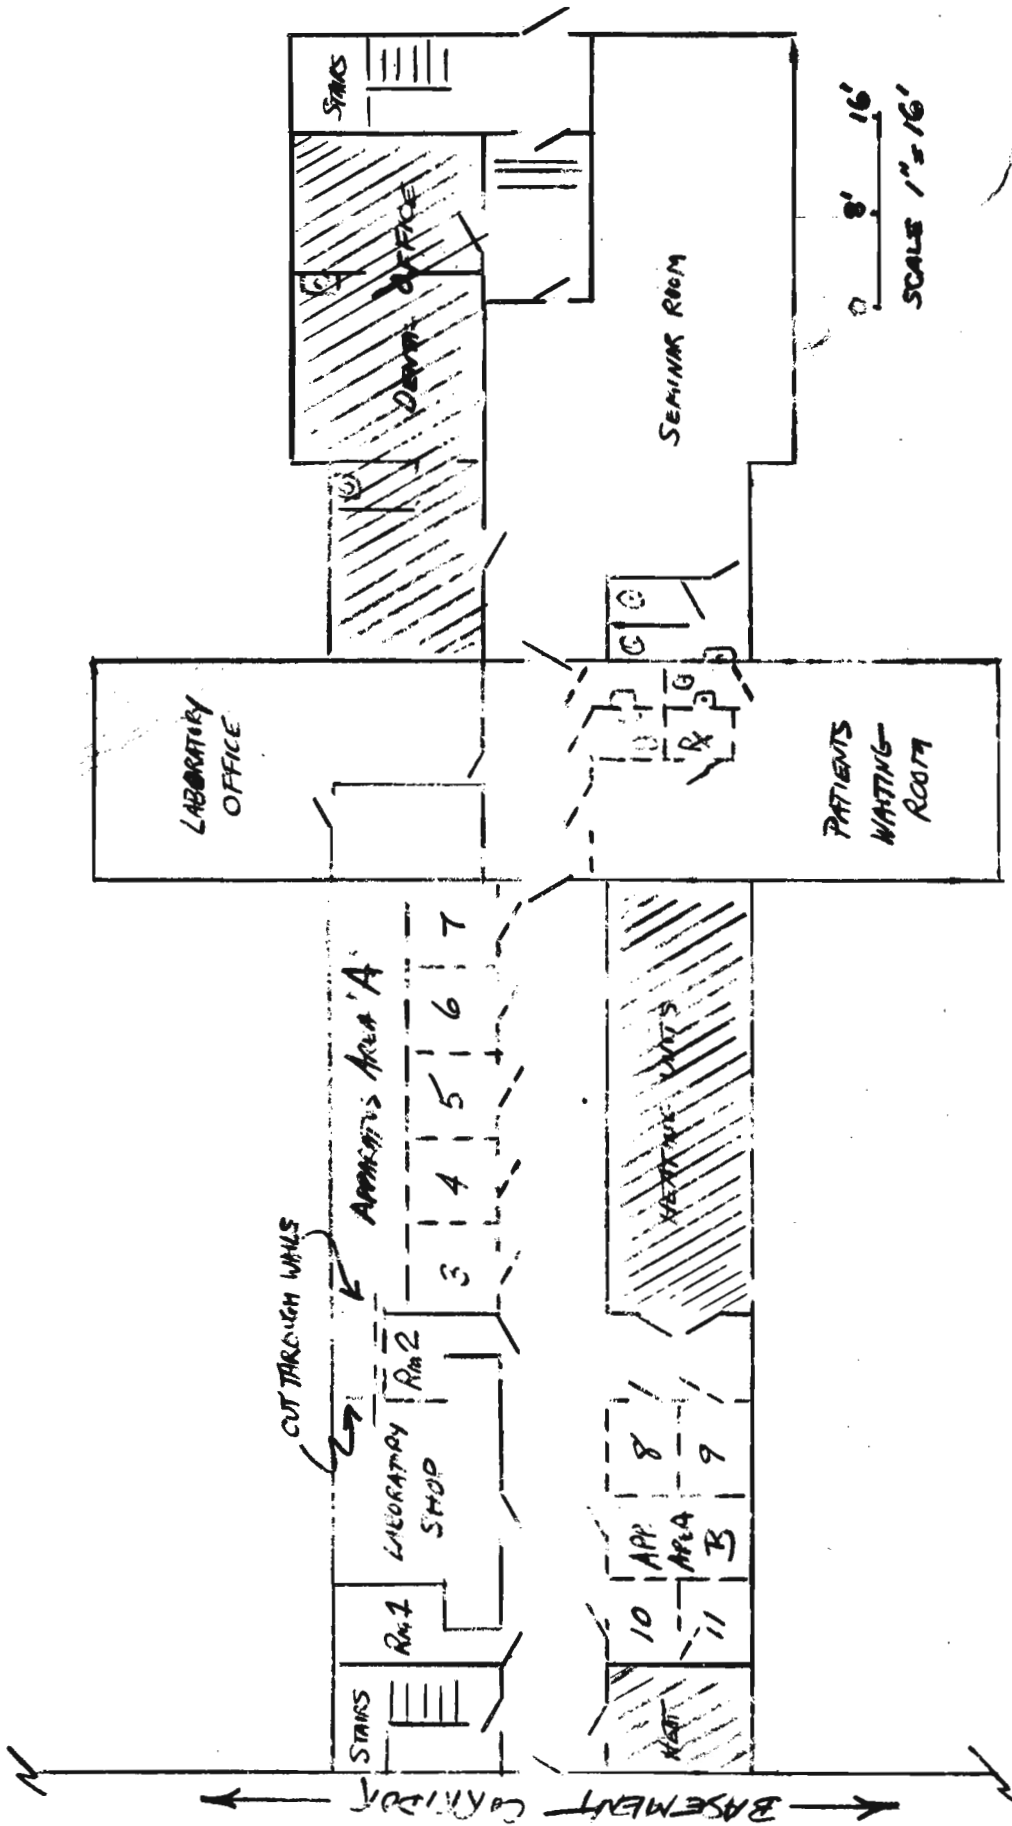 STAIRS
DENTAL OFFICE
SEMINAR ROOM
0 8' 16'
SCALE 1" = 16'
LABORATORY
OFFICE
Rx
PATIENTS
WAITING
ROOM
APPARATUS AREA 'A'
3 4 5 6 7
HEATING UNITS
CUT THROUGH WALLS
Rm 2
LABORATORY
SHOP
Rm 1
8
9
APP.
AREA
B
10
11
STAIRS
BASEMENT CORRIDOR